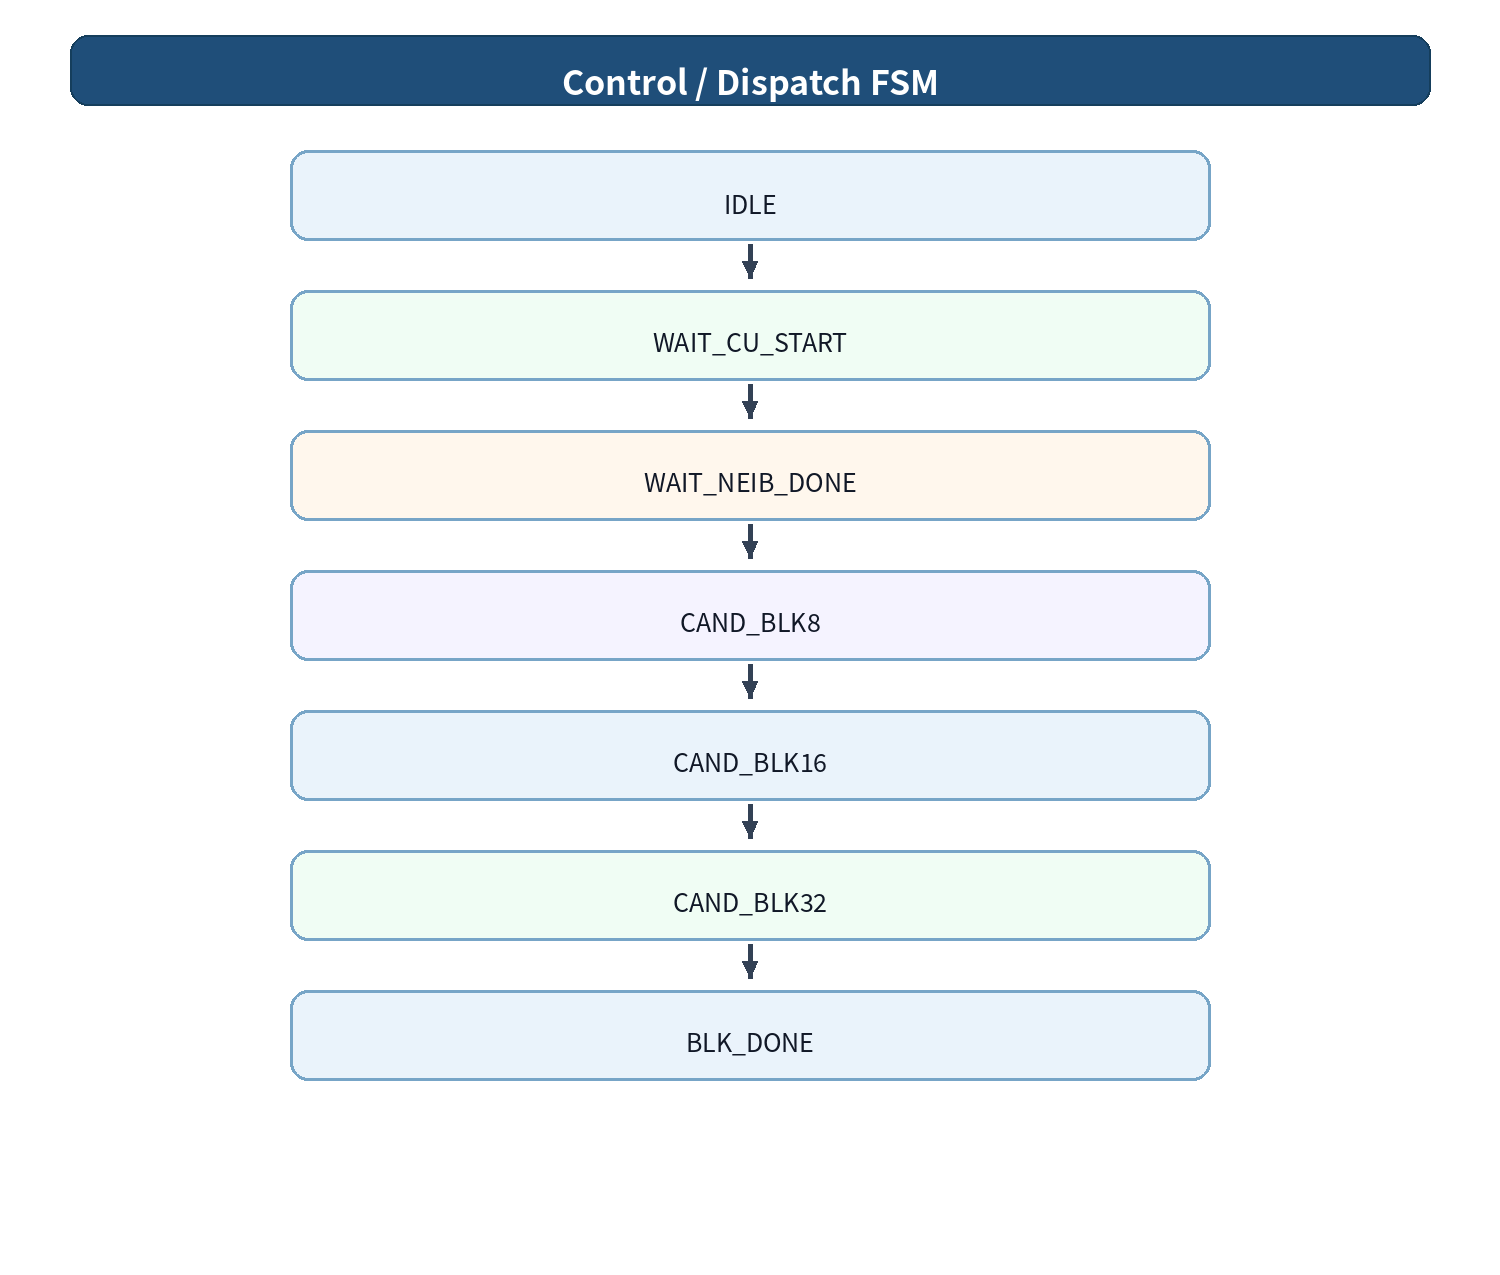 Control / Dispatch FSM
IDLE
WAIT_CU_START
WAIT_NEIB_DONE
CAND_BLK8
CAND_BLK16
CAND_BLK32
BLK_DONE